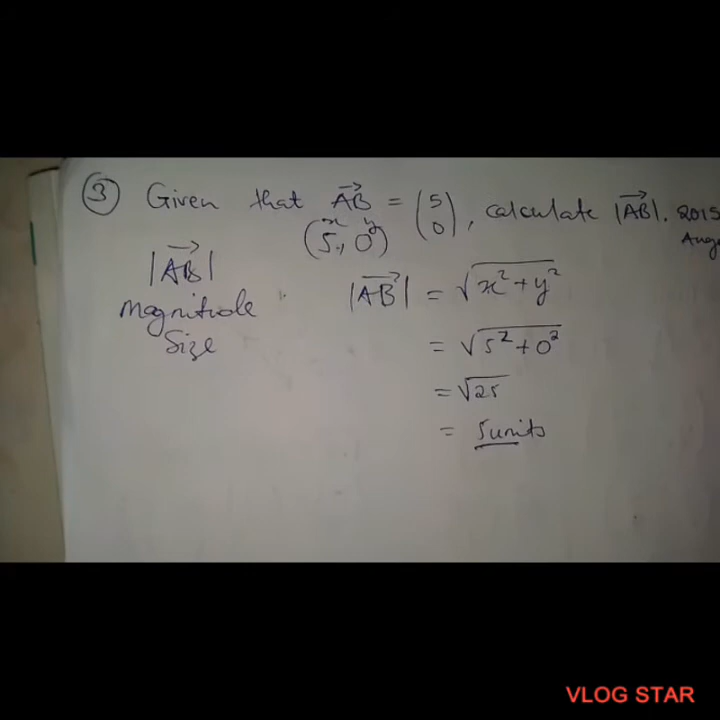 ③ Given that AB⃗ = (5 0), calculate |AB⃗|. 2015
x y
(5, 0)
Aug
|AB⃗|
magnitude
Size
|AB⃗| = √x² + y²
= √5² + 0²
= √25
= 5 units
VLOG STAR